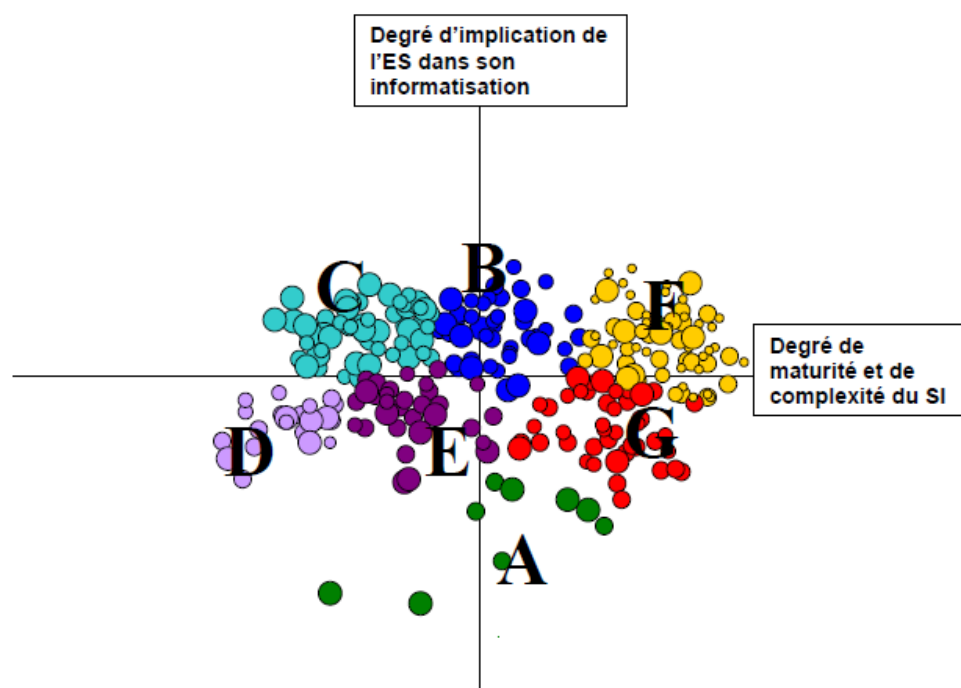 Degré d’implication de
l’ES dans son
informatisation
B
C
F
Degré de
maturité et de
complexité du SI
G
D
E
A